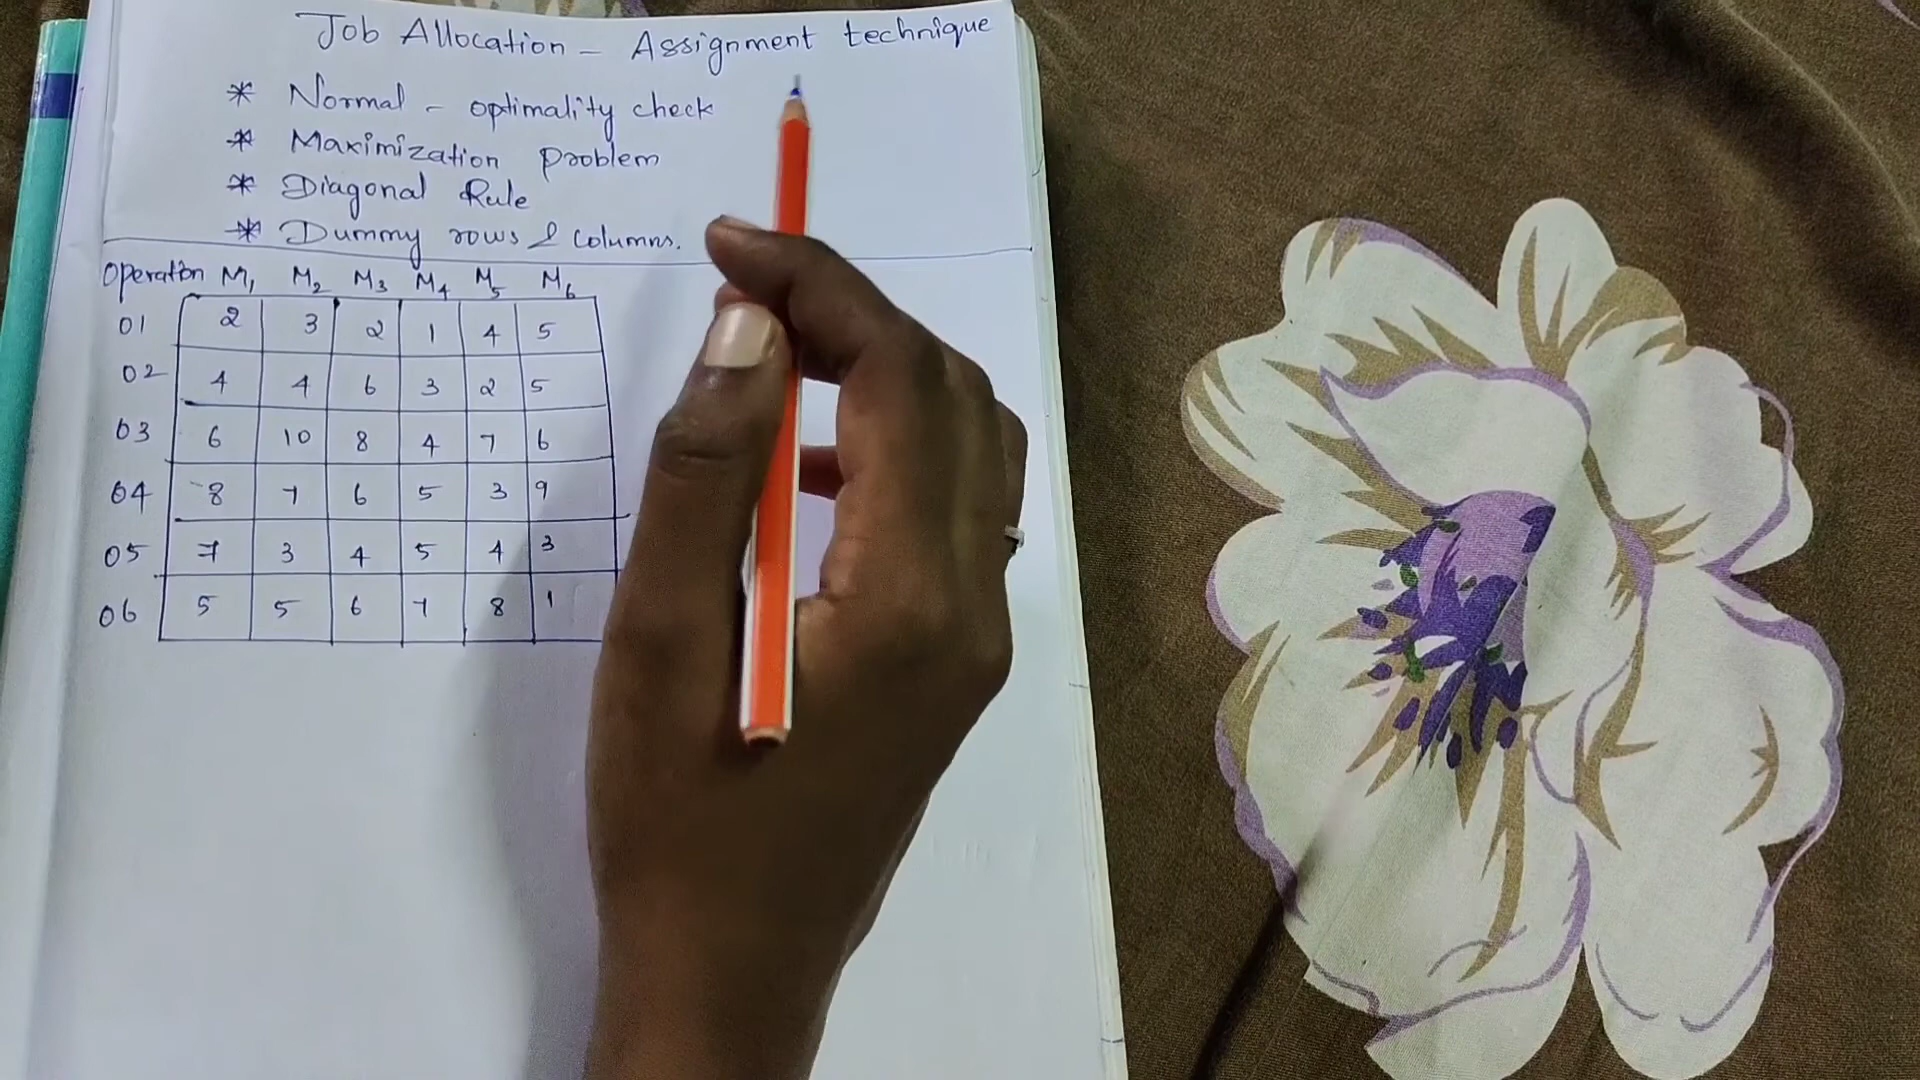 Job Allocation - Assignment technique
* Normal - optimality check
* Maximization problem
* Diagonal Rule
* Dummy rows & columns.
Operation M1 M2 M3 M4 M5 M6
01 2 3 2 1 4 5
02 4 4 6 3 2 5
03 6 10 8 4 7 6
04 8 7 6 5 3 9
05 7 3 4 5 4 3
06 5 5 6 7 8 1